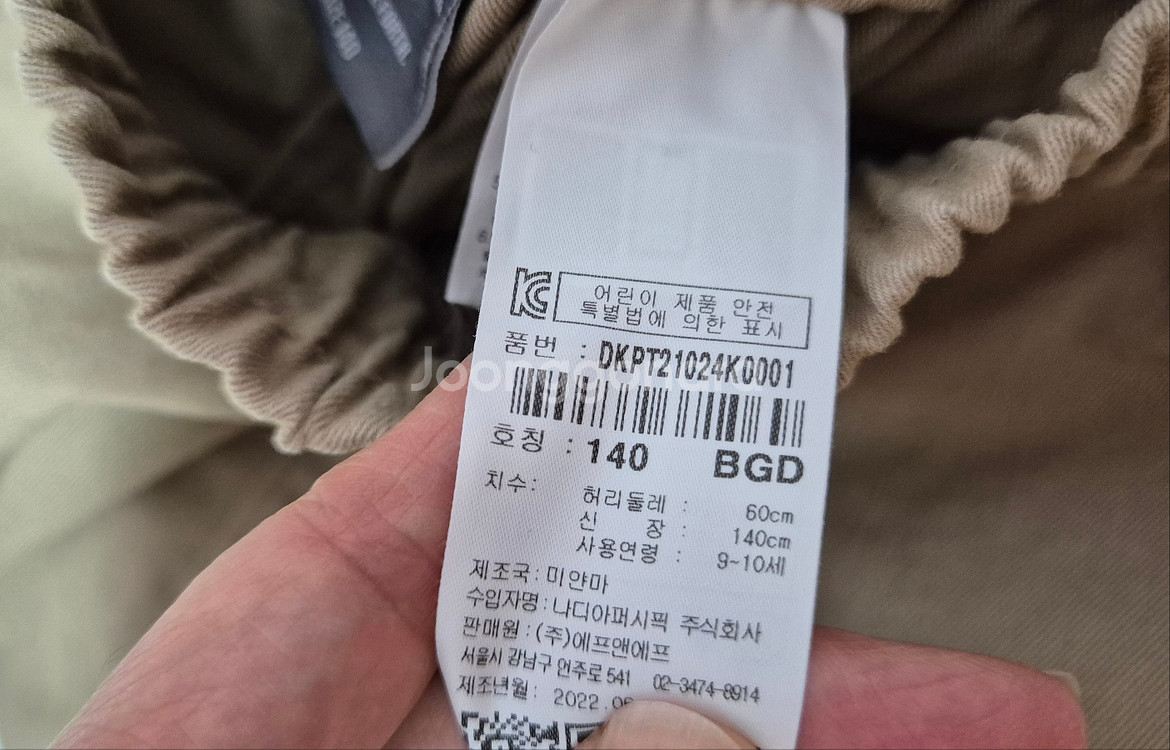 어린이 제품 안전
특별법에 의한 표시
품번 : DKPT21024K0001
호칭 : 140 BGD
치수:
허리둘레 : 60cm
신 장 : 140cm
사용연령 : 9~10세
제조국: 미얀마
수입자명: 나디아퍼시픽 주식회사
판매원 : (주)에프앤에프
서울시 강남구 언주로 541 02-3474-8914
제조년월: 2022.06